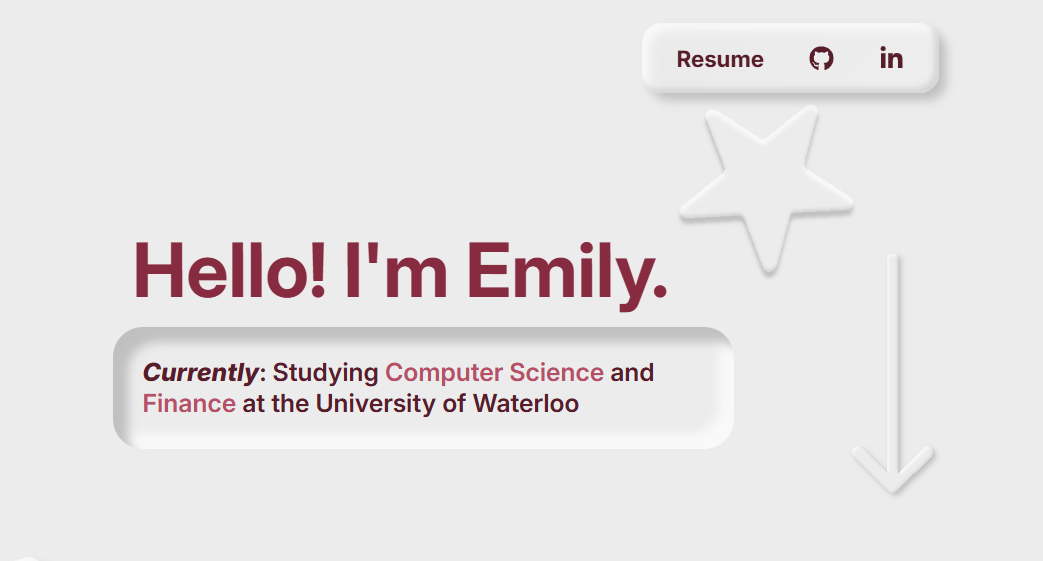 Resume in
Hello! I'm Emily.
Currently: Studying Computer Science and
Finance at the University of Waterloo